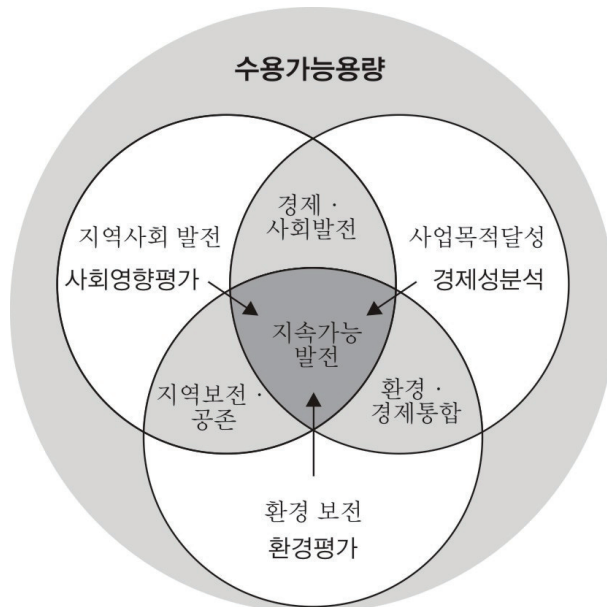 수용가능용량
경제 ·
사회발전
지역사회 발전
사회영향평가
사업목적달성
경제성분석
지속가능
발전
지역보전 ·
공존
환경 ·
경제통합
환경 보전
환경평가